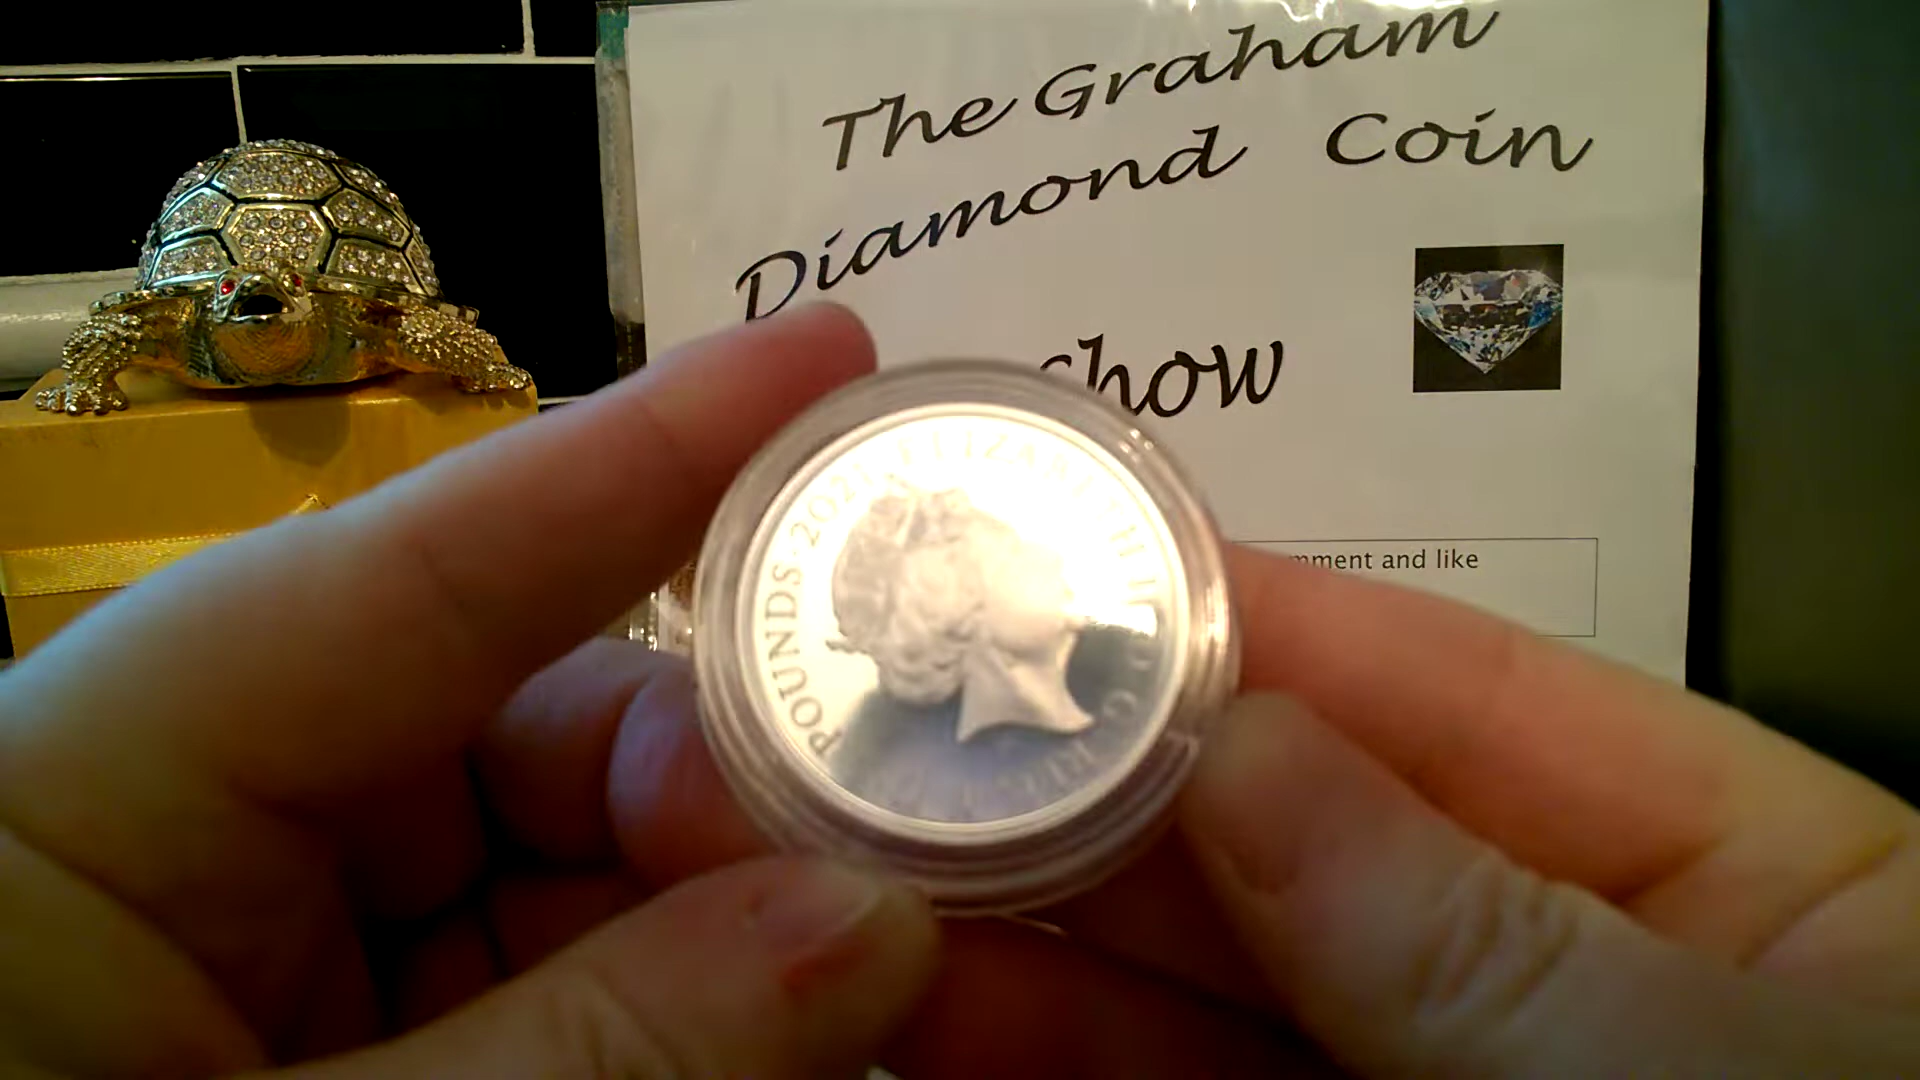 The Graham
Diamond Coin
show
mment and like
POUNDS · 2021 · ELIZABETH II